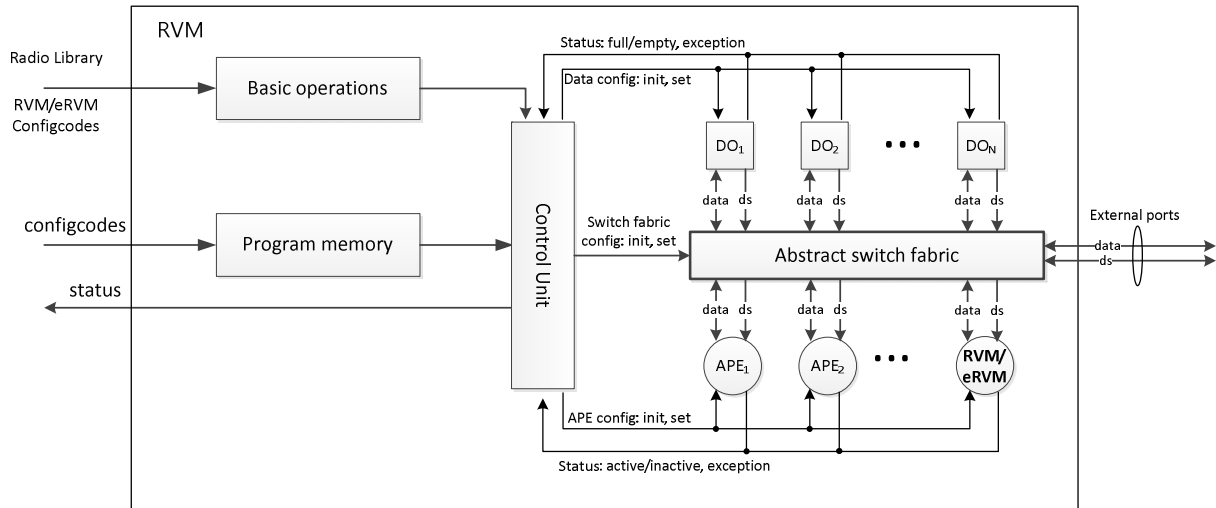 RVM
Radio Library
RVM/eRVM
Configcodes
Basic operations
configcodes
Program memory
status
Control Unit
Status: full/empty, exception
Data config: init, set
DO1
DO2
...
DON
data
ds
data
ds
data
ds
Switch fabric
config: init, set
Abstract switch fabric
External ports
data
ds
data
ds
data
ds
data
ds
APE1
APE2
...
RVM/
eRVM
APE config: init, set
Status: active/inactive, exception